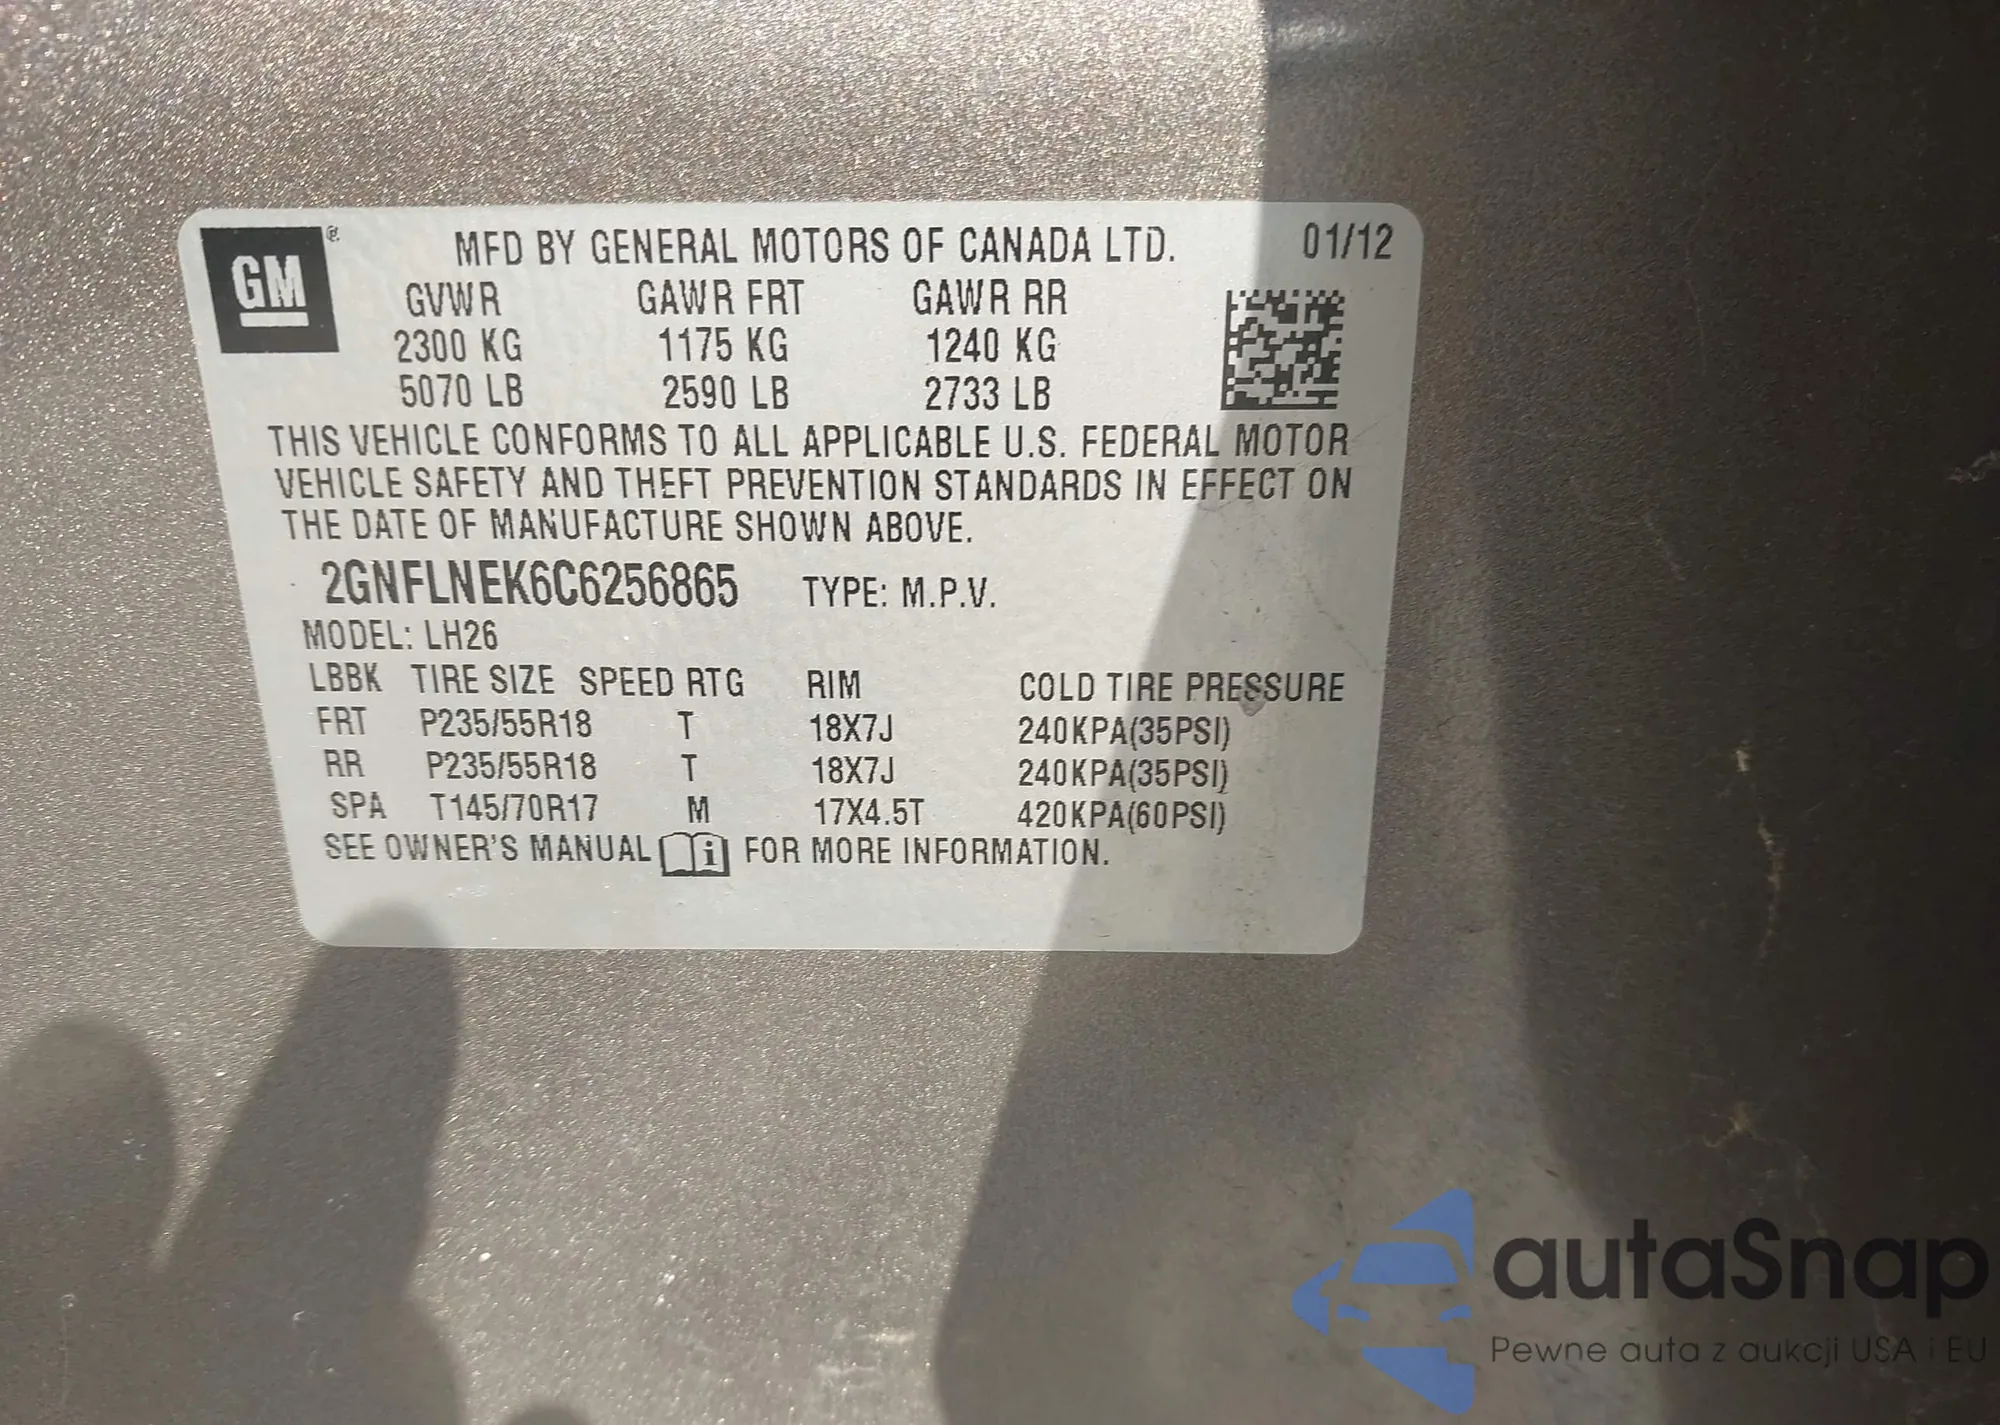 GM
MFD BY GENERAL MOTORS OF CANADA LTD. 01/12
GVWR GAWR FRT GAWR RR
2300 KG 1175 KG 1240 KG
5070 LB 2590 LB 2733 LB
THIS VEHICLE CONFORMS TO ALL APPLICABLE U.S. FEDERAL MOTOR
VEHICLE SAFETY AND THEFT PREVENTION STANDARDS IN EFFECT ON
THE DATE OF MANUFACTURE SHOWN ABOVE.
2GNFLNEK6C6256865 TYPE: M.P.V.
MODEL: LH26
LBBK TIRE SIZE SPEED RTG RIM COLD TIRE PRESSURE
FRT P235/55R18 T 18X7J 240KPA(35PSI)
RR P235/55R18 T 18X7J 240KPA(35PSI)
SPA T145/70R17 M 17X4.5T 420KPA(60PSI)
SEE OWNER'S MANUAL i FOR MORE INFORMATION.
autaSnap
Pewne auta z aukcji USA i EU